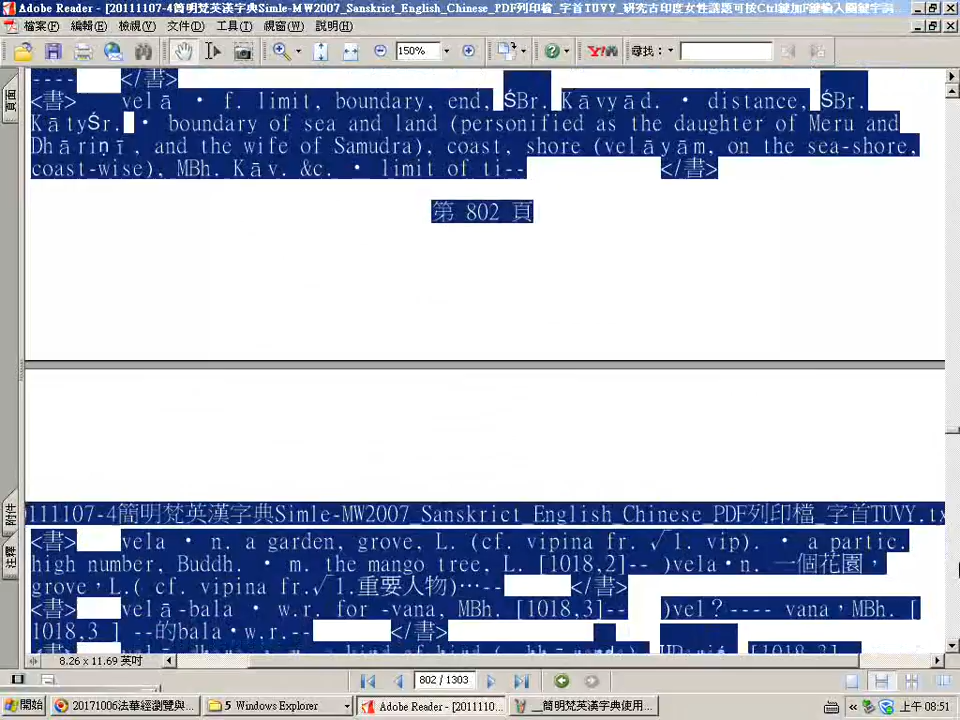 Adobe Reader - [20111107-4簡明梵英漢字典Simle-MW2007_Sanskrict_English_Chinese_PDF列印檔_字首TUVY_研究古印度女性議題可按Ctrl鍵加F鍵輸入關鍵字詞...
檔案(F) 編輯(E) 檢視(V) 文件(D) 工具(T) 視窗(W) 說明(H)
150% 尋找：
頁面
---- </書>
<書> velā • f. limit, boundary, end, ŚBr. Kāvyād. • distance, ŚBr.
KātyŚr. • boundary of sea and land (personified as the daughter of Meru and
Dhāriṇī, and the wife of Samudra), coast, shore (velāyām, on the sea-shore,
coast-wise), MBh. Kāv. &c. • limit of ti-- </書>
第 802 頁
附件
注釋
111107-4簡明梵英漢字典Simle-MW2007_Sanskrict_English_Chinese_PDF列印檔_字首TUVY.tx
<書> vela • n. a garden, grove, L. (cf. vipina fr. √1. vip). • a partic.
high number, Buddh. • m. the mango tree, L. [1018,2]-- )vela•n. 一個花園，
grove，L.( cf. vipina fr.√1.重要人物)…-- </書>
<書> velā-bala • w.r. for -vana, MBh. [1018,3]-- )vel？---- vana，MBh. [
1018,3 ] --的bala•w.r.-- </書>
8.26 x 11.69 英吋
802 / 1303
開始 20171006法華經瀏覽與... 5 Windows Explorer Adobe Reader - [2011110... __簡明梵英漢字典使用... 上午 08:51